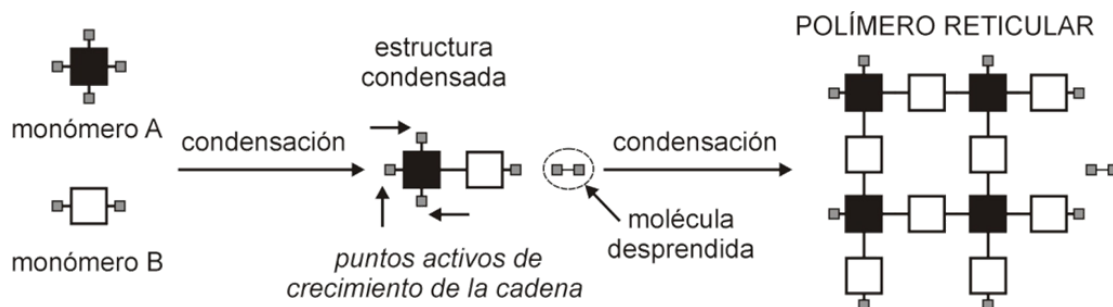 monómero A
monómero B
condensación
estructura
condensada
puntos activos de
crecimiento de la cadena
molécula
desprendida
condensación
POLÍMERO RETICULAR